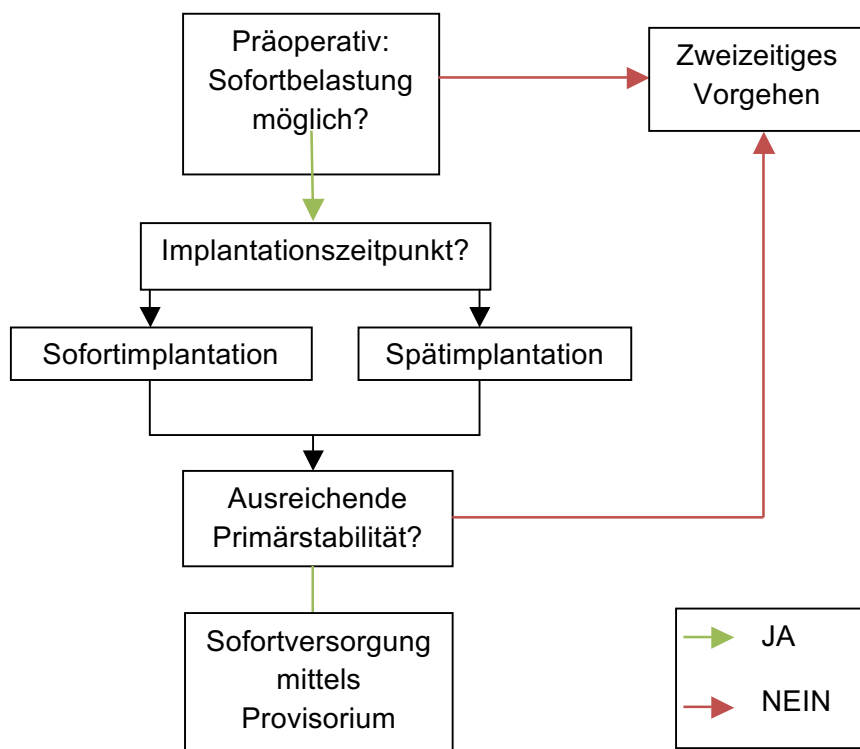 Präoperativ:
Sofortbelastung
möglich?
Zweizeitiges
Vorgehen
Implantationszeitpunkt?
Sofortimplantation
Spätimplantation
Ausreichende
Primärstabilität?
Sofortversorgung
mittels
Provisorium
JA
NEIN